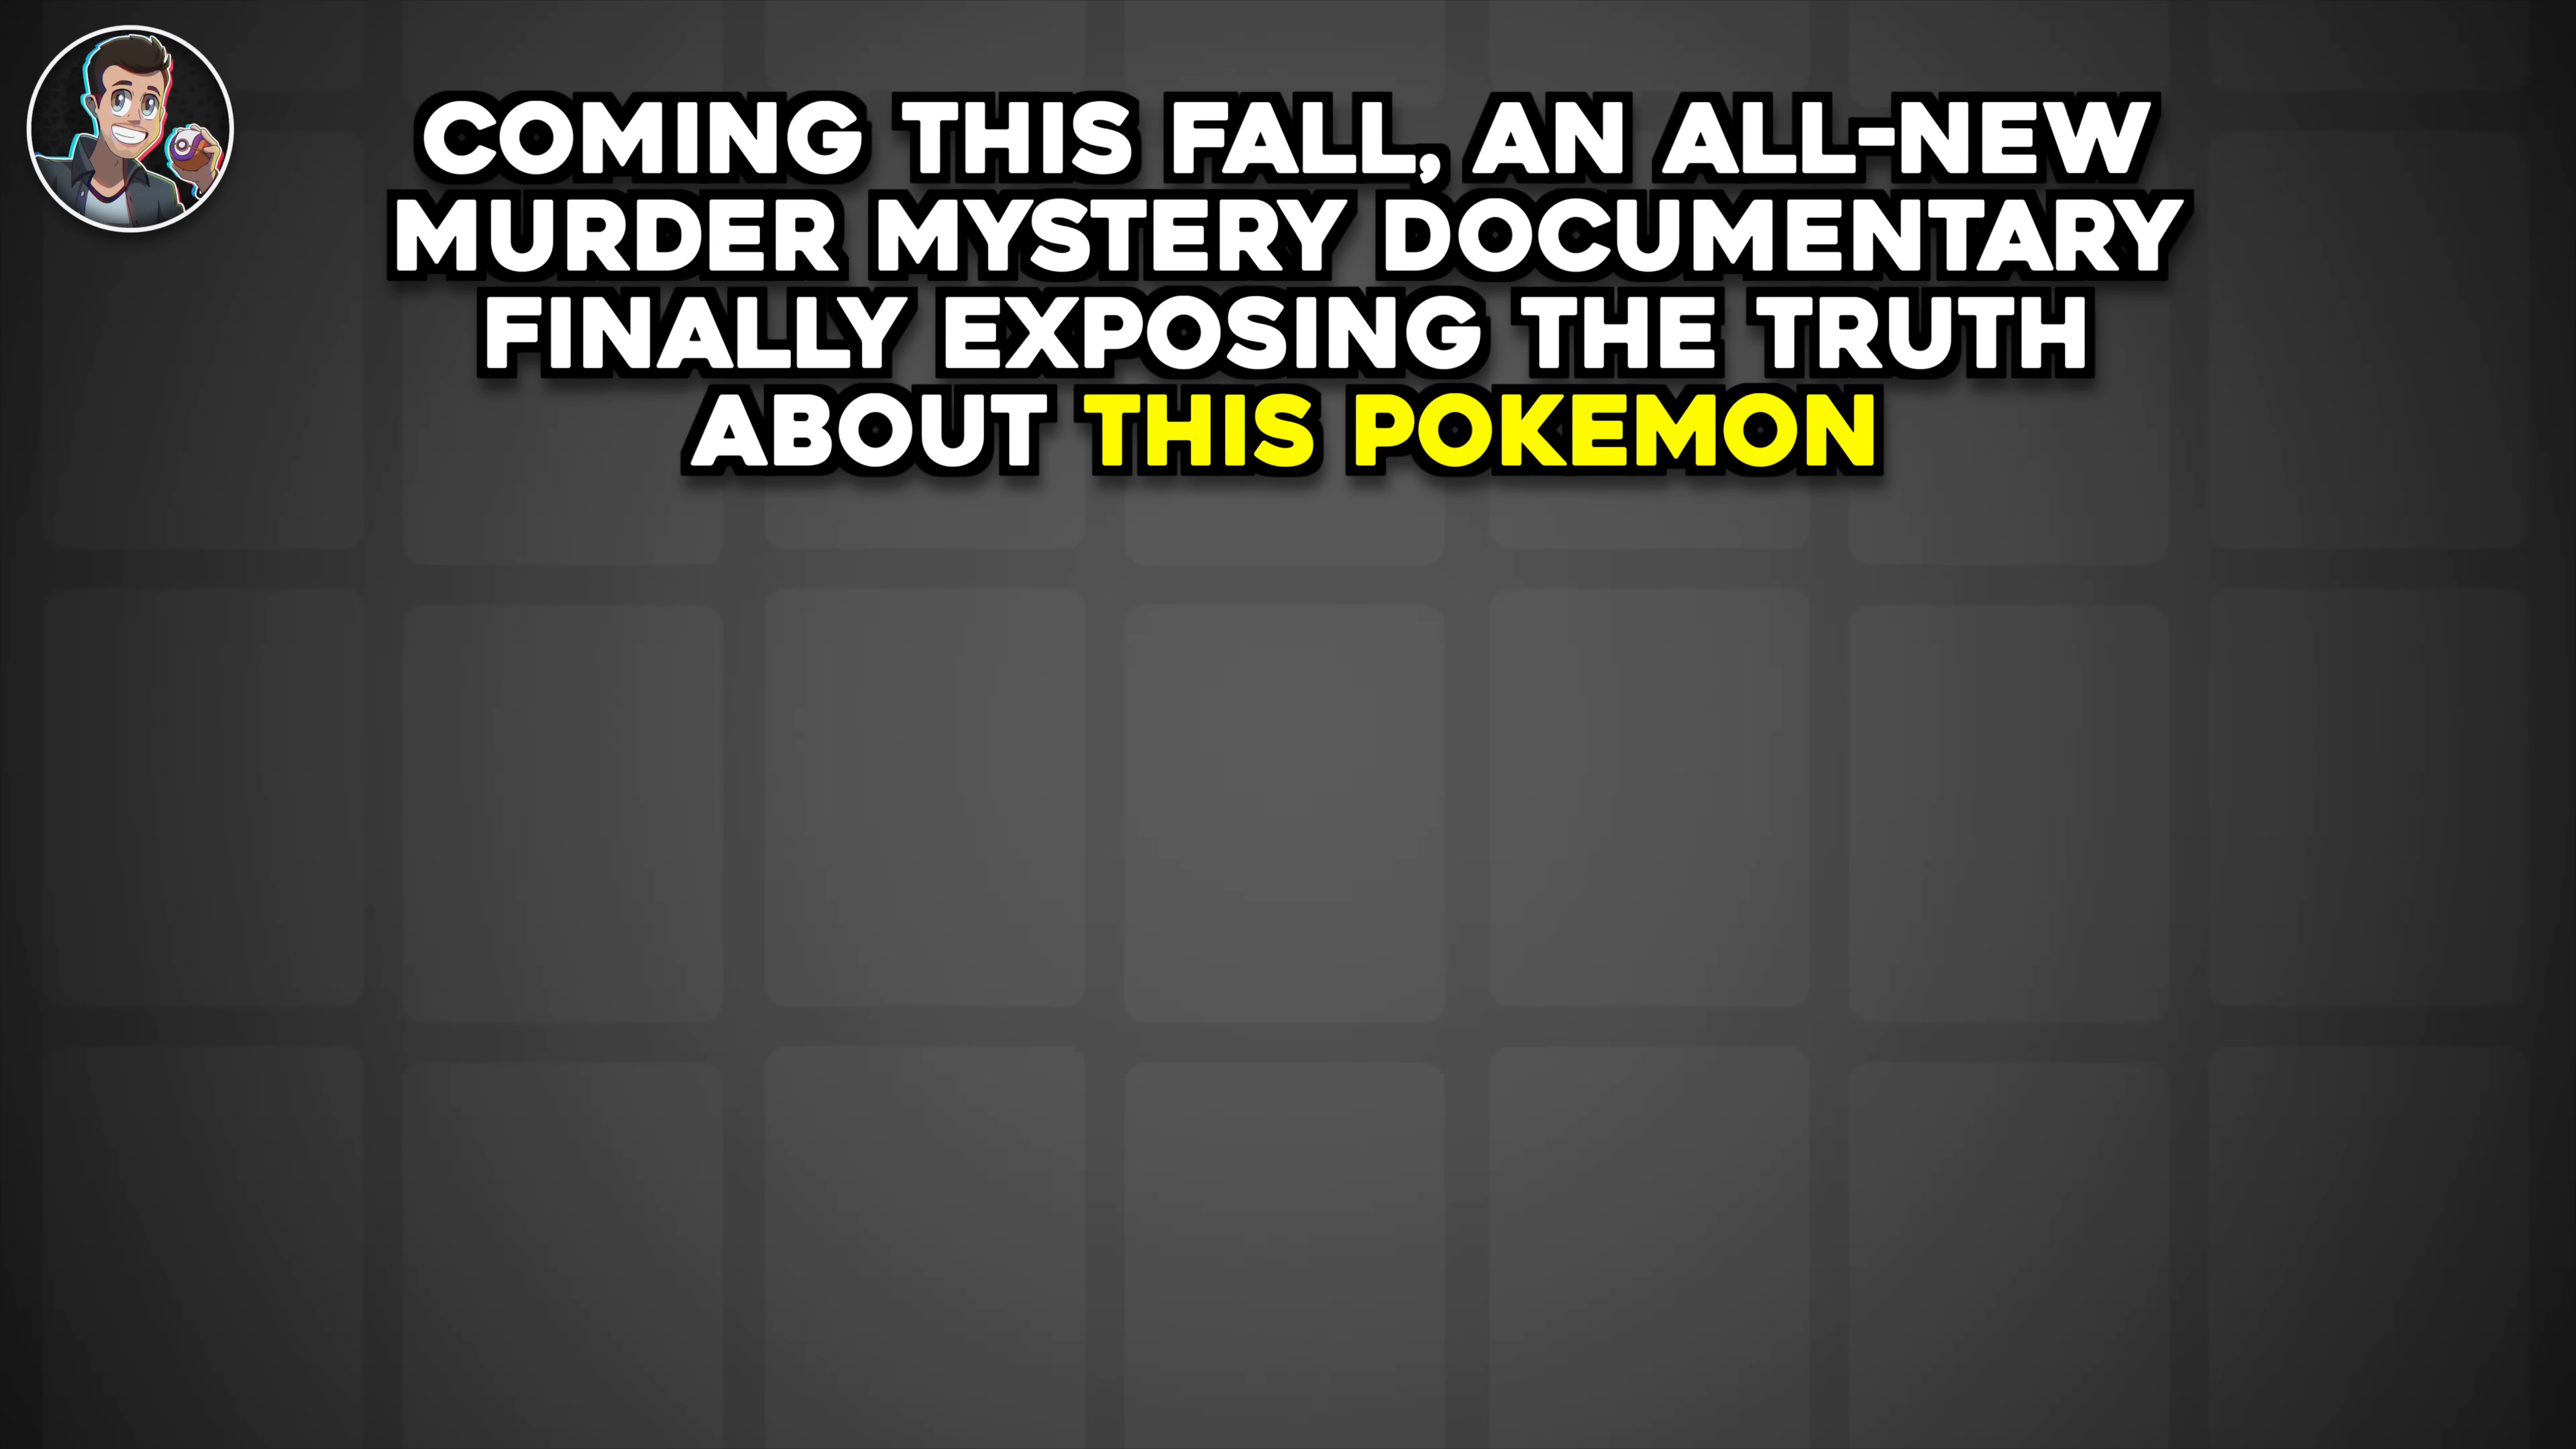 COMING THIS FALL, AN ALL-NEW
MURDER MYSTERY DOCUMENTARY
FINALLY EXPOSING THE TRUTH
ABOUT THIS POKEMON